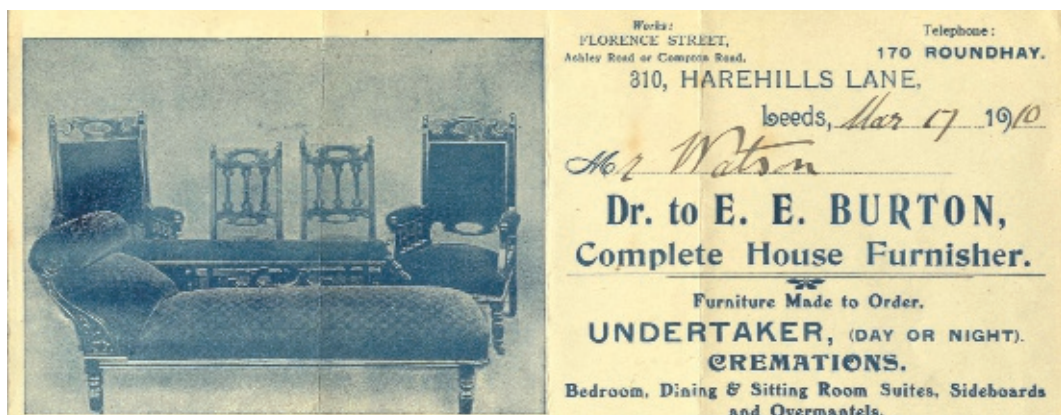 Works:
FLORENCE STREET,
Ashley Road or Compton Road.
Telephone:
170 ROUNDHAY.
310, HAREHILLS LANE,
Leeds, Mar 17 1910
Mr Watson
Dr. to E. E. BURTON,
Complete House Furnisher.
Furniture Made to Order.
UNDERTAKER, (DAY OR NIGHT).
CREMATIONS.
Bedroom, Dining & Sitting Room Suites, Sideboards
and Overmantels.